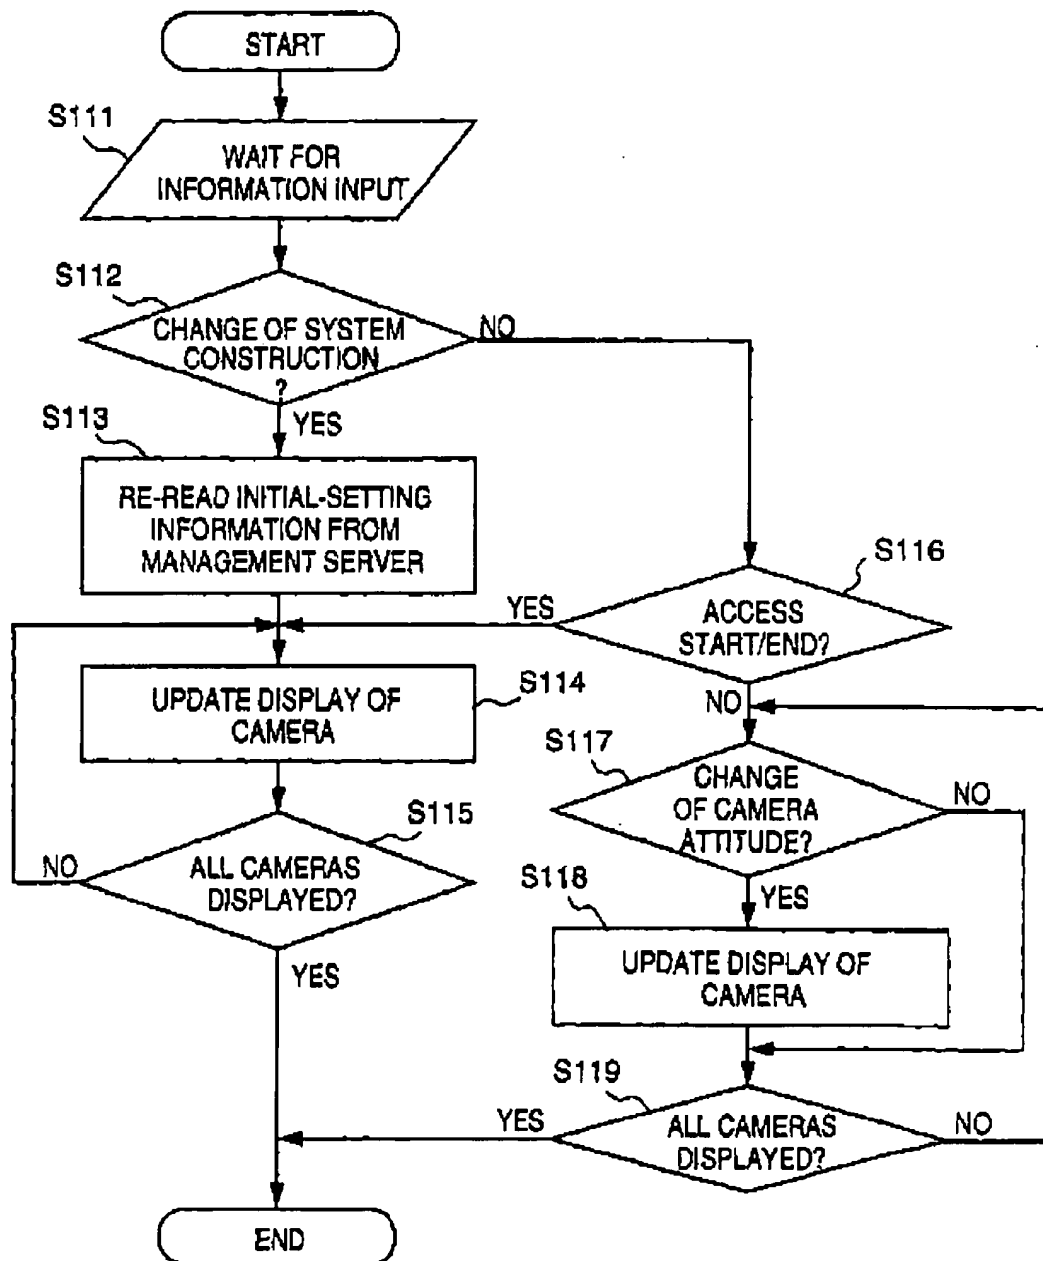 START
S111
WAIT FOR
INFORMATION INPUT
S112
CHANGE OF SYSTEM
CONSTRUCTION
?
NO
YES
S113
RE-READ INITIAL-SETTING
INFORMATION FROM
MANAGEMENT SERVER
S116
ACCESS
START/END?
YES
NO
S114
UPDATE DISPLAY OF
CAMERA
S115
ALL CAMERAS
DISPLAYED?
NO
YES
S117
CHANGE
OF CAMERA
ATTITUDE?
NO
YES
S118
UPDATE DISPLAY OF
CAMERA
S119
ALL CAMERAS
DISPLAYED?
YES
NO
END